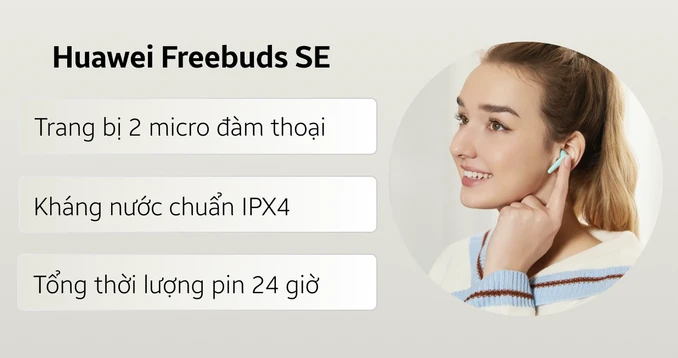 Huawei Freebuds SE
Trang bị 2 micro đàm thoại
Kháng nước chuẩn IPX4
Tổng thời lượng pin 24 giờ